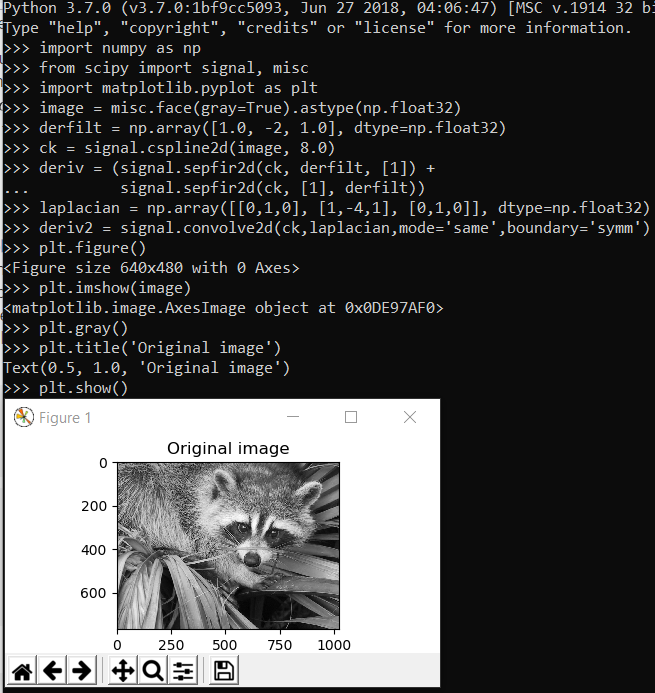 Python 3.7.0 (v3.7.0:1bf9cc5093, Jun 27 2018, 04:06:47) [MSC v.1914 32 bi
Type "help", "copyright", "credits" or "license" for more information.
>>> import numpy as np
>>> from scipy import signal, misc
>>> import matplotlib.pyplot as plt
>>> image = misc.face(gray=True).astype(np.float32)
>>> derfilt = np.array([1.0, -2, 1.0], dtype=np.float32)
>>> ck = signal.cspline2d(image, 8.0)
>>> deriv = (signal.sepfir2d(ck, derfilt, [1]) +
...          signal.sepfir2d(ck, [1], derfilt))
>>> laplacian = np.array([[0,1,0], [1,-4,1], [0,1,0]], dtype=np.float32)
>>> deriv2 = signal.convolve2d(ck,laplacian,mode='same',boundary='symm')
>>> plt.figure()
<Figure size 640x480 with 0 Axes>
>>> plt.imshow(image)
<matplotlib.image.AxesImage object at 0x0DE97AF0>
>>> plt.gray()
>>> plt.title('Original image')
Text(0.5, 1.0, 'Original image')
>>> plt.show()
Figure 1
Original image
0
200
400
600
0 250 500 750 1000